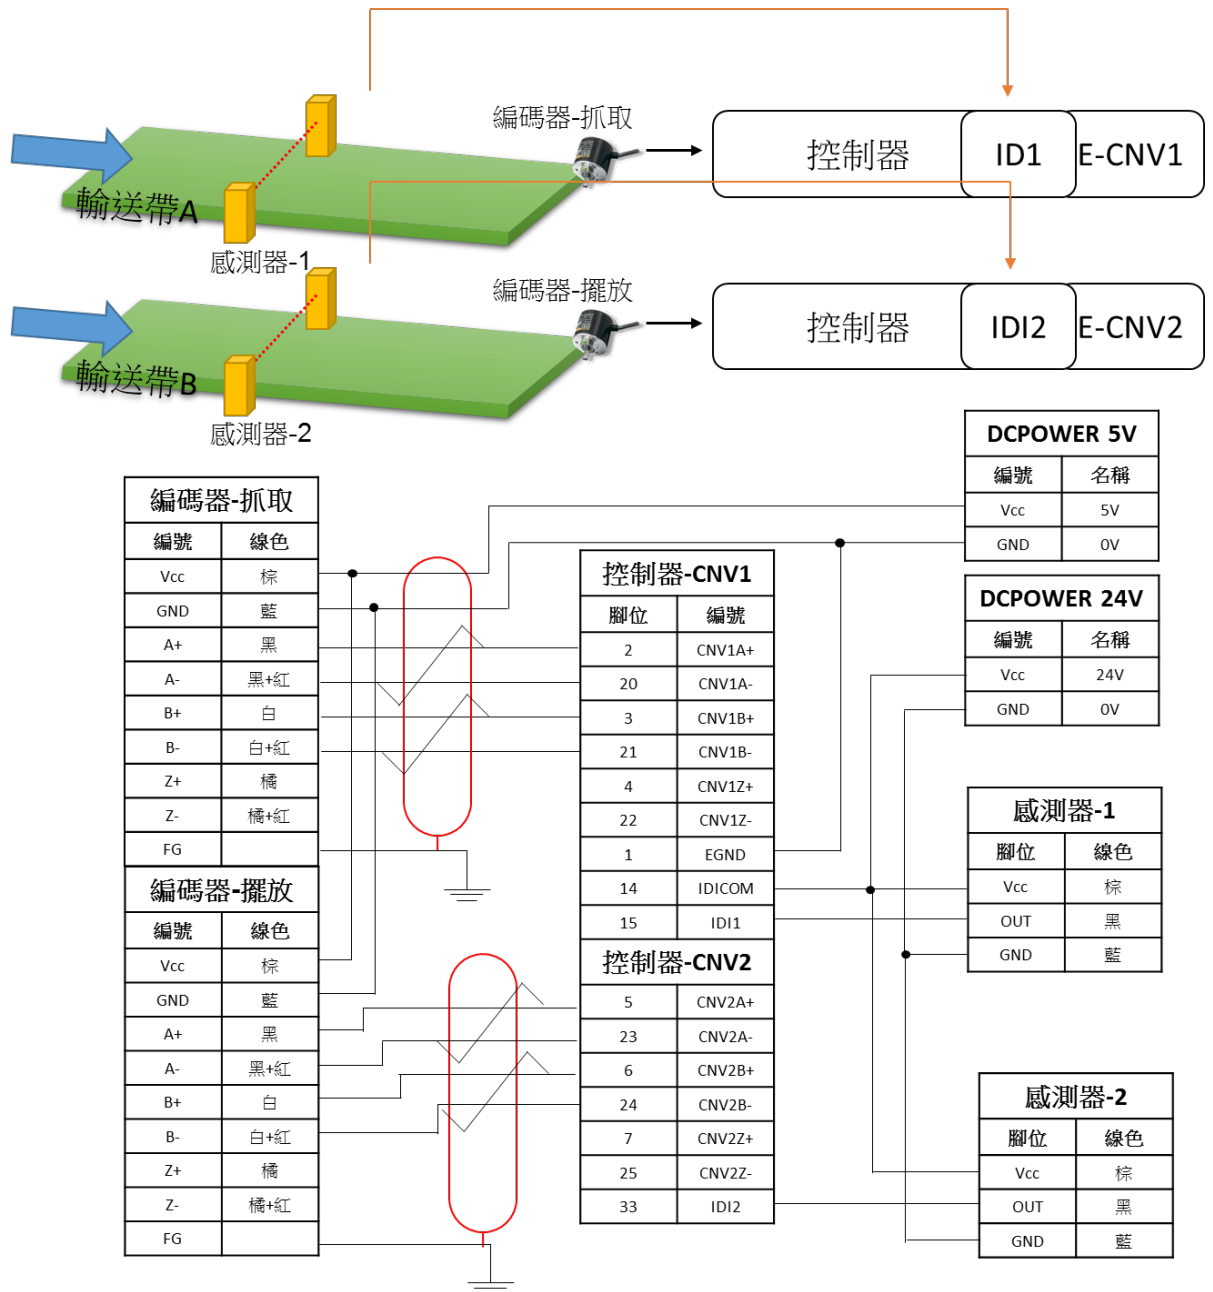 編碼器-抓取
控制器
ID1
E-CNV1
輸送帶A
感測器-1
編碼器-擺放
控制器
IDI2
E-CNV2
輸送帶B
感測器-2
DCPOWER 5V
編號 名稱
Vcc 5V
GND 0V
編碼器-抓取
編號 線色
Vcc 棕
GND 藍
A+ 黑
A- 黑+紅
B+ 白
B- 白+紅
Z+ 橘
Z- 橘+紅
FG
編碼器-擺放
編號 線色
Vcc 棕
GND 藍
A+ 黑
A- 黑+紅
B+ 白
B- 白+紅
Z+ 橘
Z- 橘+紅
FG
控制器-CNV1
腳位 編號
2 CNV1A+
20 CNV1A-
3 CNV1B+
21 CNV1B-
4 CNV1Z+
22 CNV1Z-
1 EGND
14 IDICOM
15 IDI1
控制器-CNV2
5 CNV2A+
23 CNV2A-
6 CNV2B+
24 CNV2B-
7 CNV2Z+
25 CNV2Z-
33 IDI2
DCPOWER 24V
編號 名稱
Vcc 24V
GND 0V
感測器-1
腳位 線色
Vcc 棕
OUT 黑
GND 藍
感測器-2
腳位 線色
Vcc 棕
OUT 黑
GND 藍